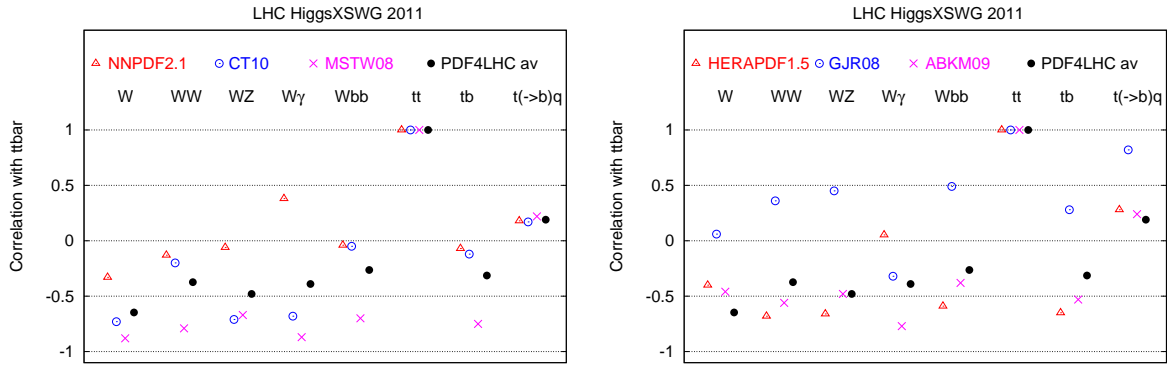 LHC HiggsXSWG 2011
NNPDF2.1 CT10 MSTW08 PDF4LHC av
W WW WZ Wγ Wbb tt tb t(->b)q
1
0.5
0
-0.5
-1
Correlation with ttbar
LHC HiggsXSWG 2011
HERAPDF1.5 GJR08 ABKM09 PDF4LHC av
W WW WZ Wγ Wbb tt tb t(->b)q
1
0.5
0
-0.5
-1
Correlation with ttbar